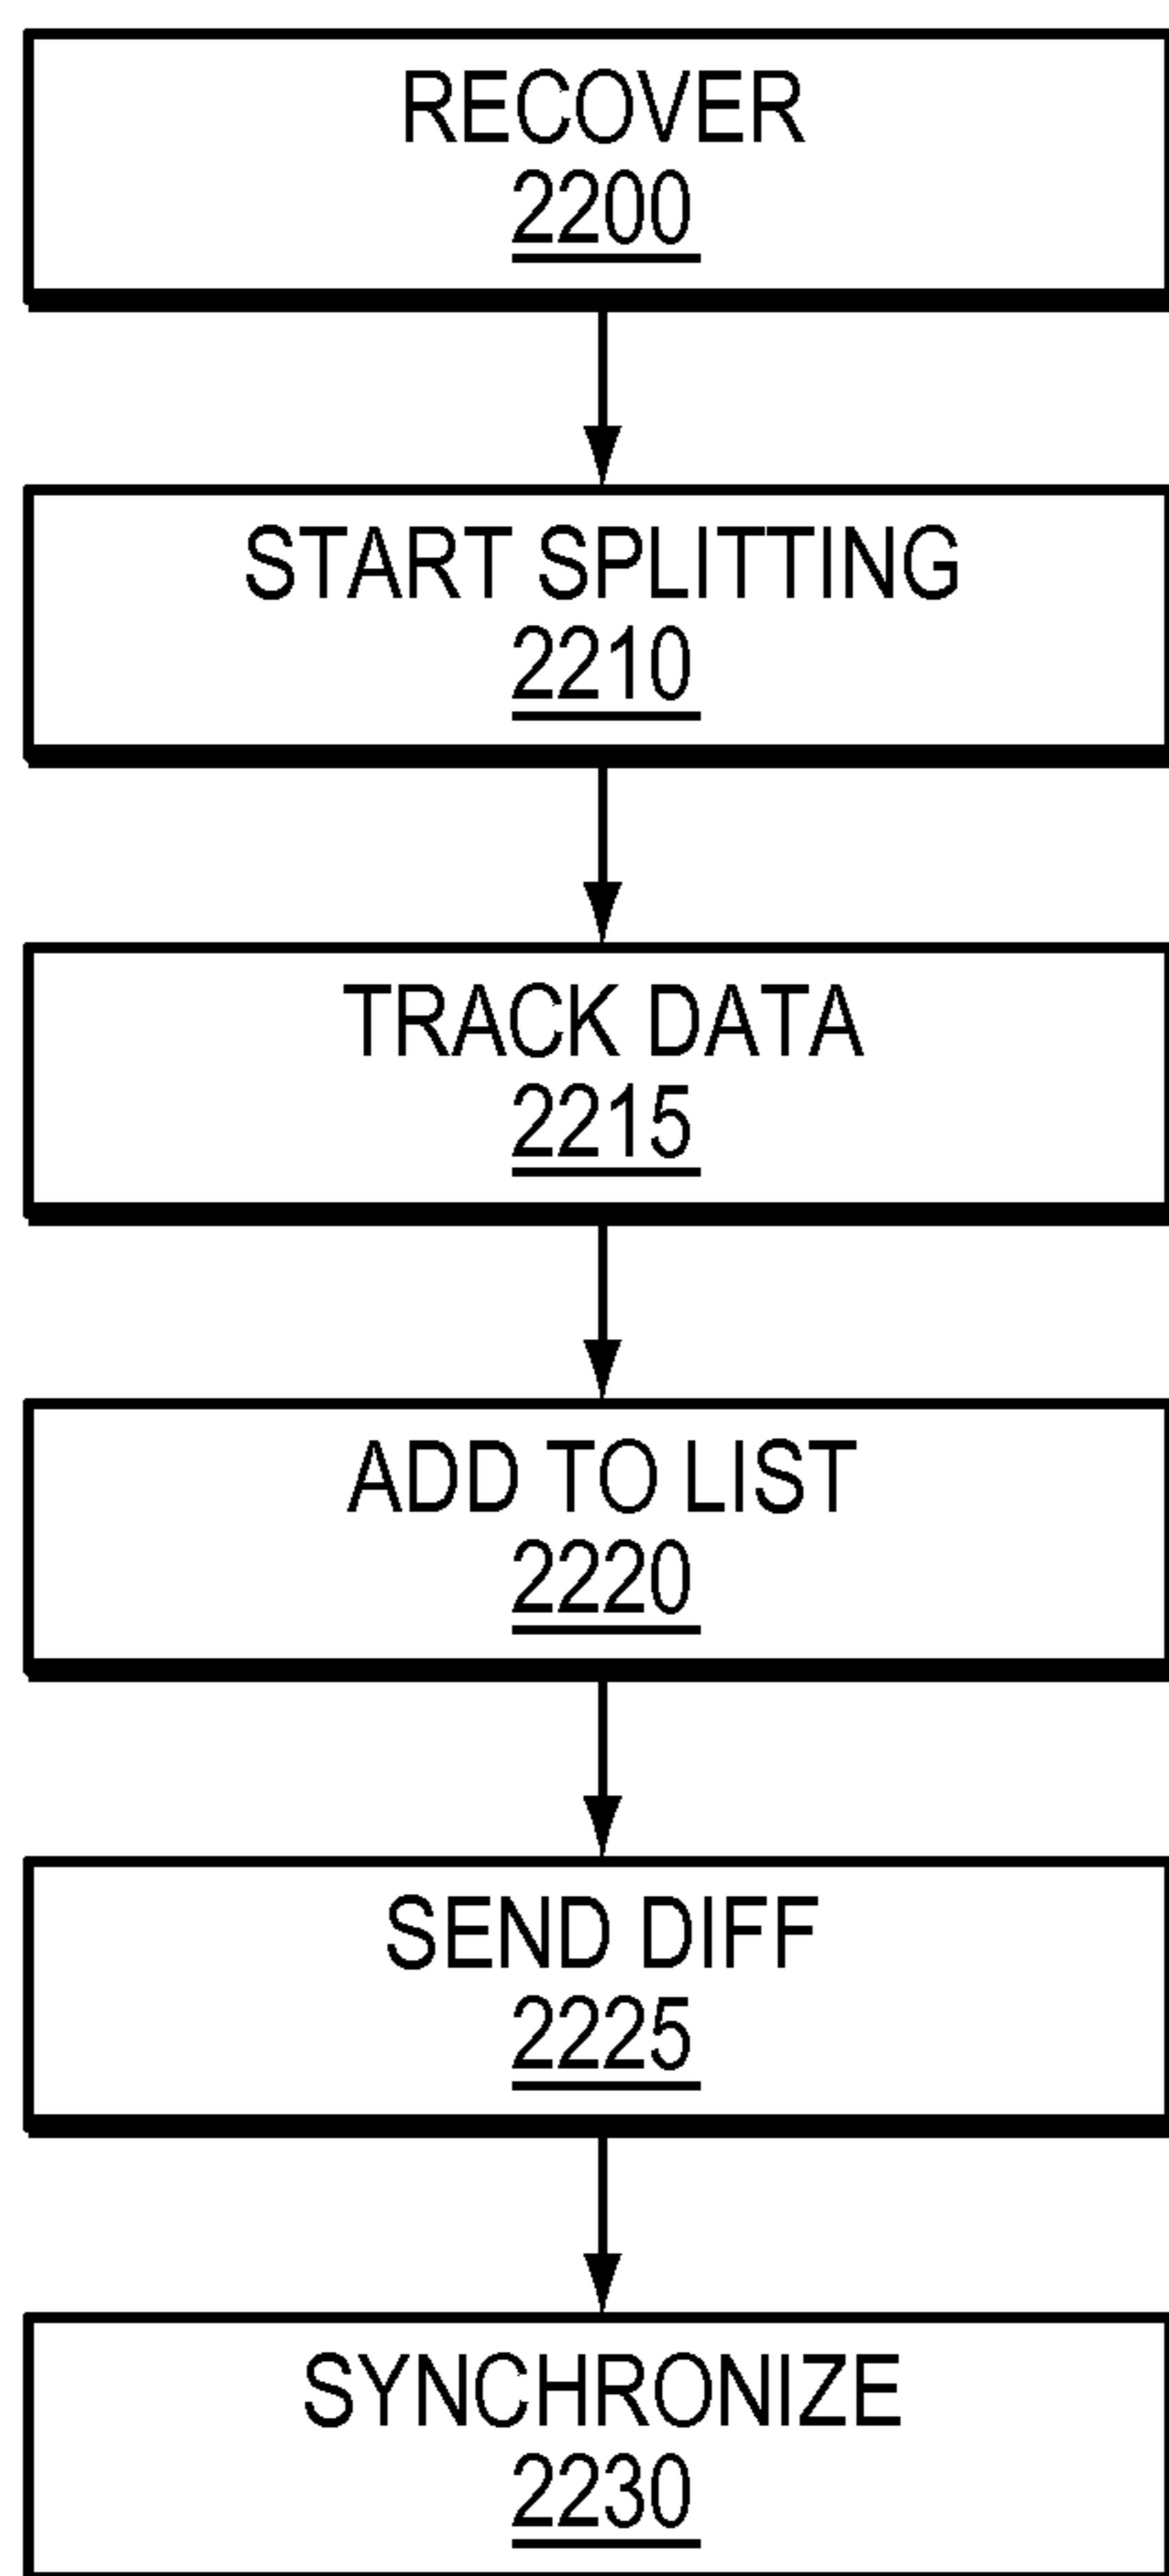 RECOVER
2200
START SPLITTING
2210
TRACK DATA
2215
ADD TO LIST
2220
SEND DIFF
2225
SYNCHRONIZE
2230